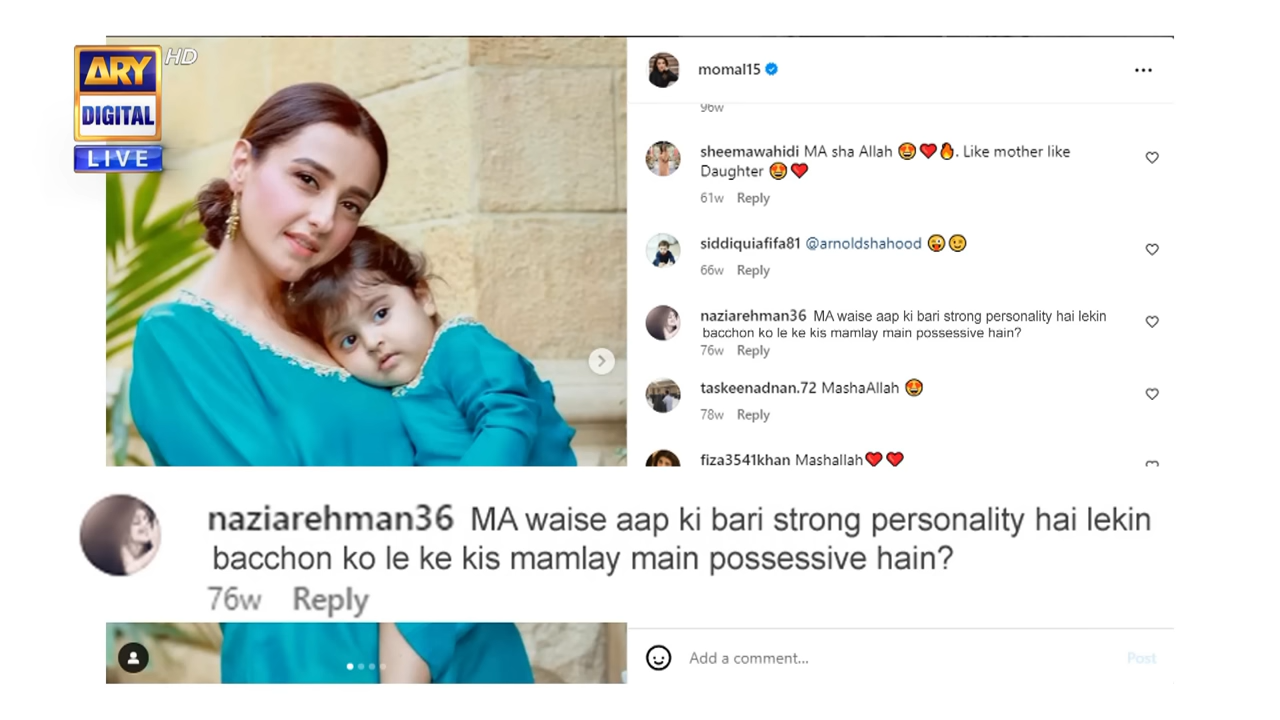 ARY
HD
DIGITAL
LIVE
momal15
96w
sheemawahidi MA sha Allah 🤩❤️🔥. Like mother like
Daughter 🤩❤️
61w Reply
siddiquiafifa81 @arnoldshahood 😜😉
66w Reply
naziarehman36 MA waise aap ki bari strong personality hai lekin
bacchon ko le ke kis mamlay main possessive hain?
76w Reply
taskeenadnan.72 MashaAllah 🤩
78w Reply
fiza3541khan Mashallah❤️❤️
naziarehman36 MA waise aap ki bari strong personality hai lekin
bacchon ko le ke kis mamlay main possessive hain?
76w Reply
Add a comment...
Post